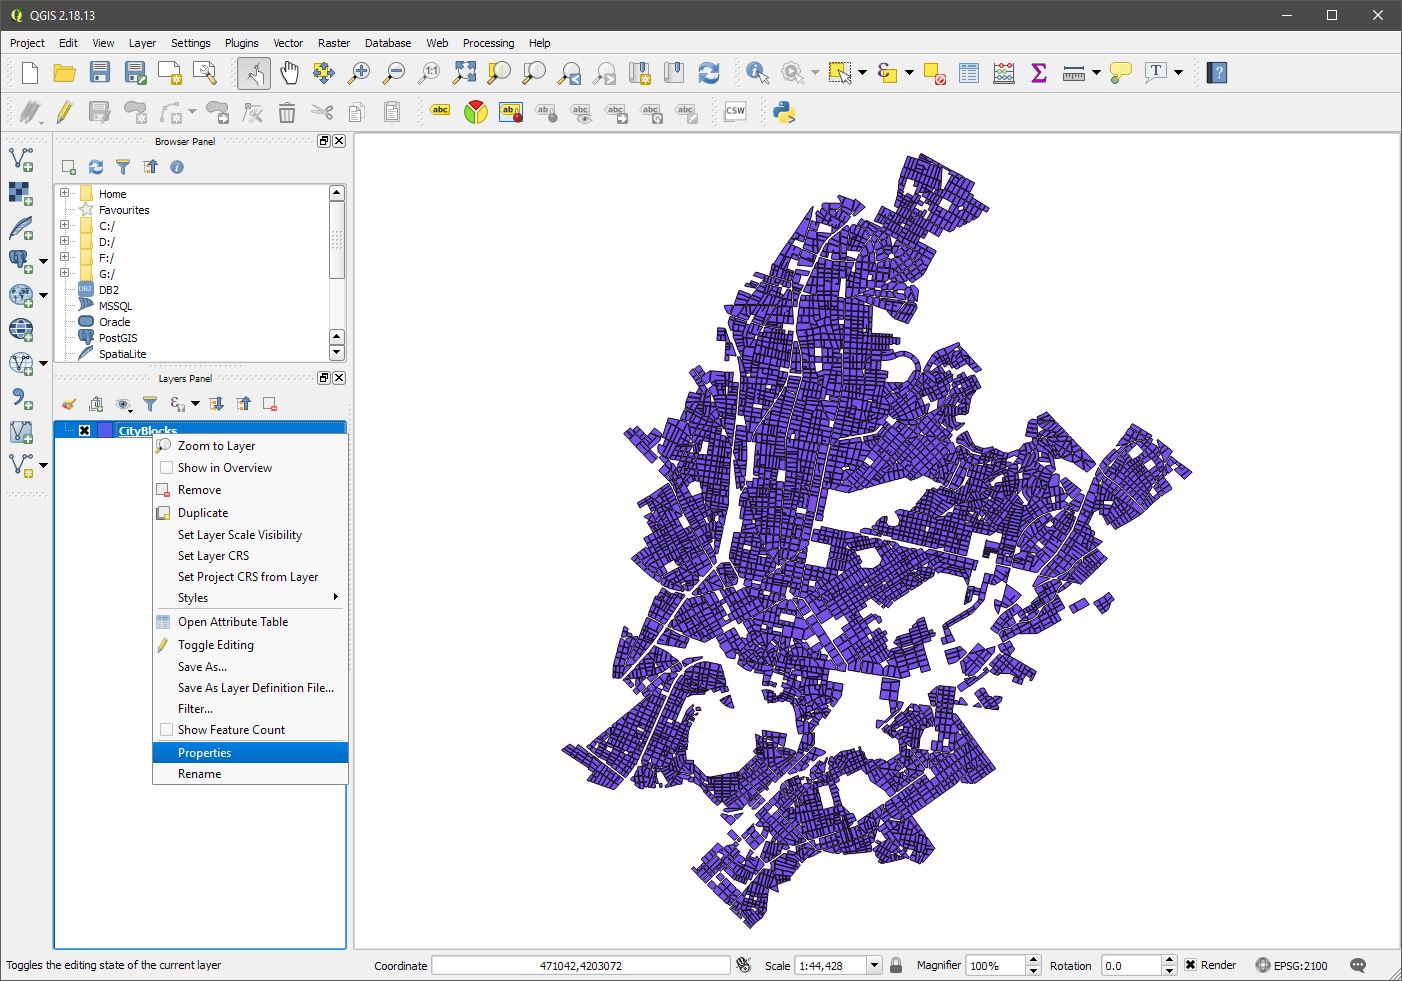 QGIS 2.18.13
Project Edit View Layer Settings Plugins Vector Raster Database Web Processing Help
1:1
T
?
abc
ab
ab
abc
abc
abc
abc
CSW
Browser Panel
Home
Favourites
C:/
D:/
F:/
G:/
DB2
DB2
MSSQL
Oracle
PostGIS
SpatiaLite
Layers Panel
CityBlocks
Zoom to Layer
Show in Overview
Remove
Duplicate
Set Layer Scale Visibility
Set Layer CRS
Set Project CRS from Layer
Styles
Open Attribute Table
Toggle Editing
Save As...
Save As Layer Definition File...
Filter...
Show Feature Count
Properties
Rename
Toggles the editing state of the current layer Coordinate 471042,4203072 Scale 1:44,428 Magnifier 100% Rotation 0.0 Render EPSG:2100